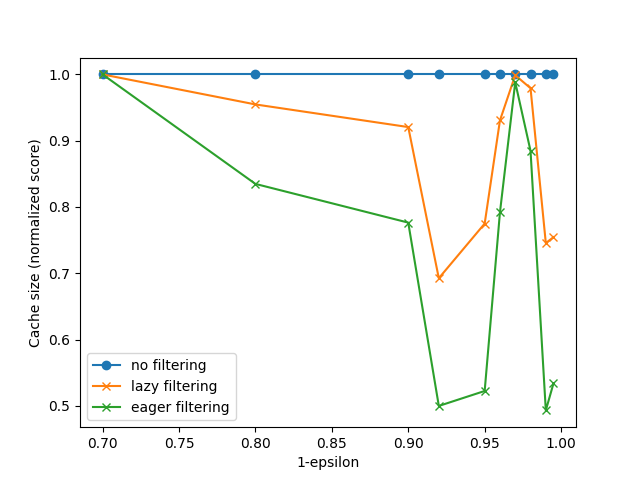 Cache size (normalized score)
1.0
0.9
0.8
0.7
0.6
0.5
no filtering
lazy filtering
eager filtering
0.70 0.75 0.80 0.85 0.90 0.95 1.00
1-epsilon